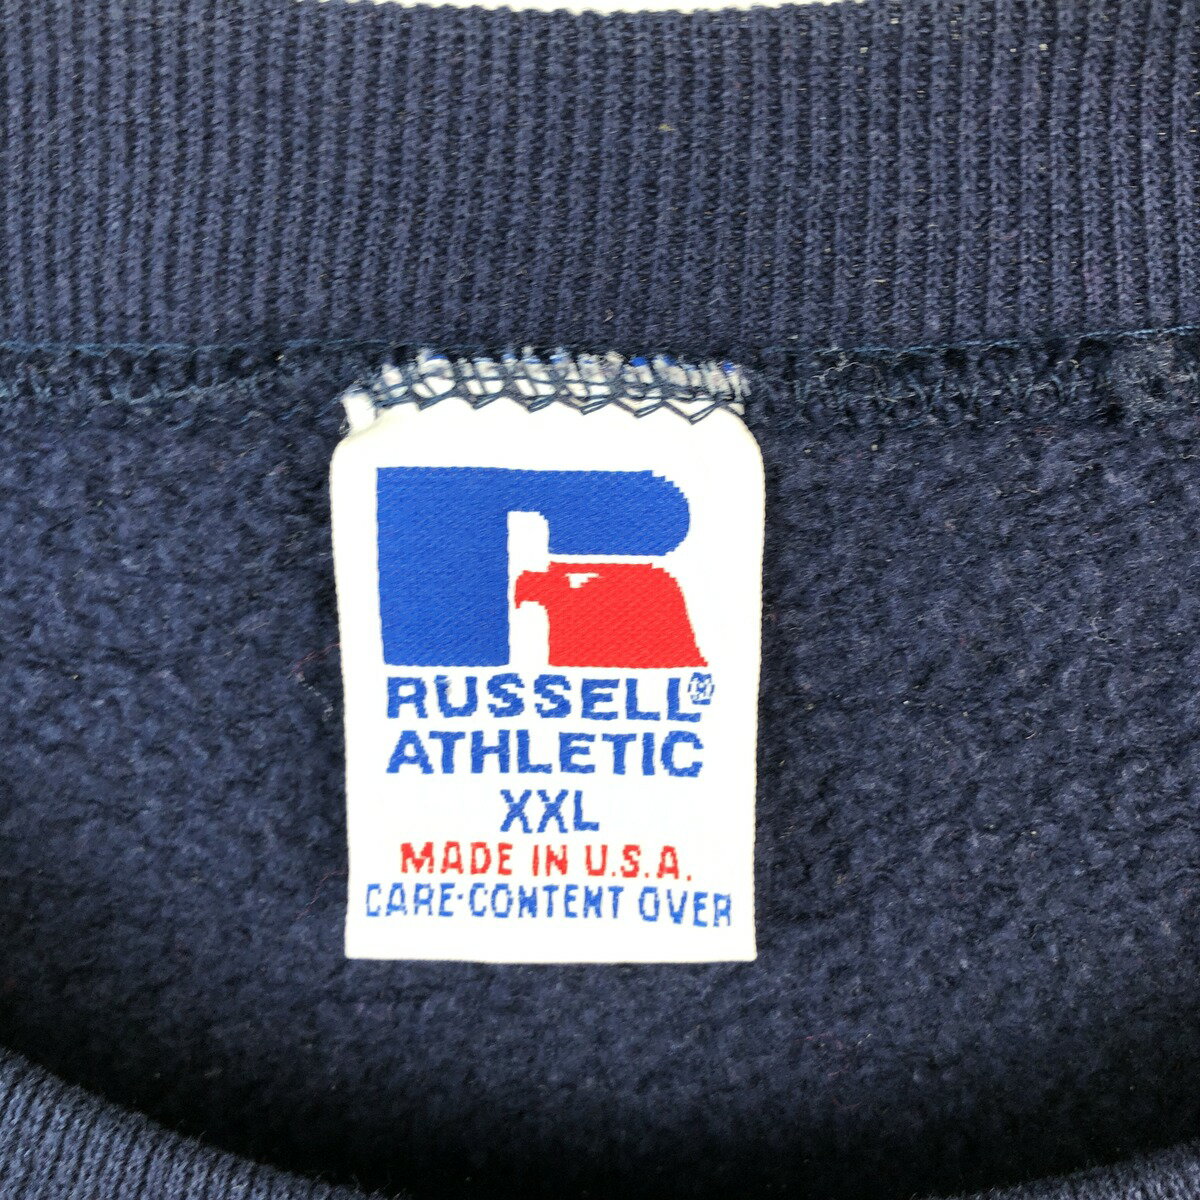 RUSSELL
ATHLETIC
XXL
MADE IN U.S.A.
CARE·CONTENT OVER